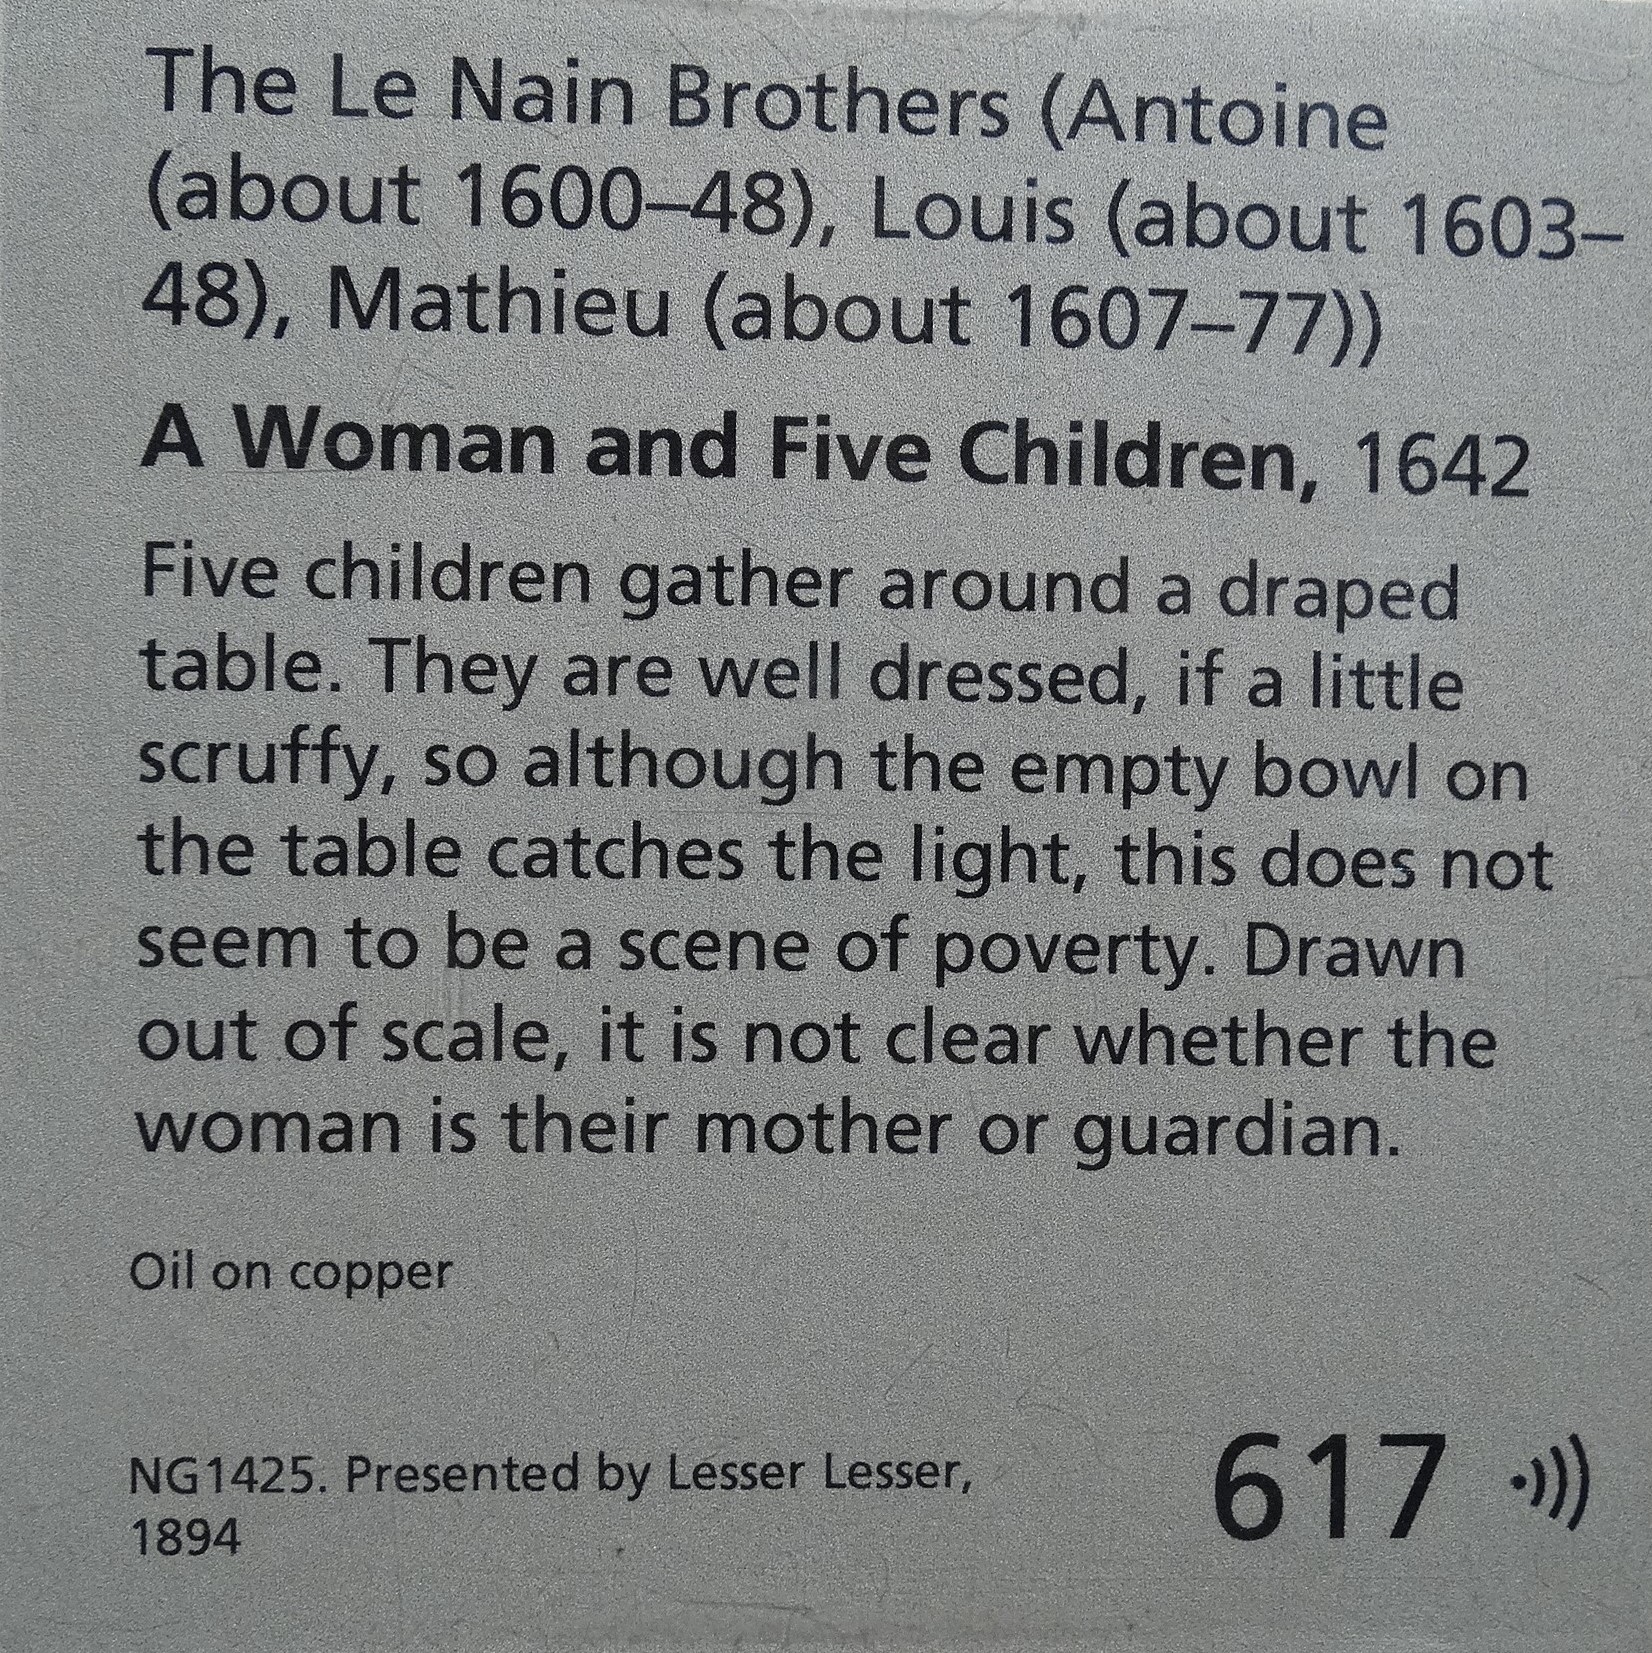 The Le Nain Brothers (Antoine
(about 1600–48), Louis (about 1603–
48), Mathieu (about 1607–77))
A Woman and Five Children, 1642
Five children gather around a draped
table. They are well dressed, if a little
scruffy, so although the empty bowl on
the table catches the light, this does not
seem to be a scene of poverty. Drawn
out of scale, it is not clear whether the
woman is their mother or guardian.
Oil on copper
NG1425. Presented by Lesser Lesser,
1894
617